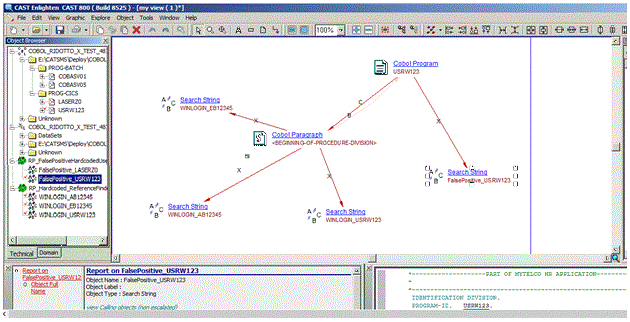 CAST Enlighten CAST 800 ( Build 8525 ) - [my view ( 1 )*]
File Graphic Explore Object Tools Window Help
100%
Object Browser
COBOL_RIDOTTO_X_TEST_48
E:\CATSMS\Deploy\COBOL
PROG-BATCH
COBASV01
COBASV05
PROG-CICS
LASERZ0
USRW123
Unknown
COBOL_RIDOTTO_X_TEST_48
DataSets
E:\CATSMS\Deploy\COBOL
Unknown
RP_FalsePositiveHardcodedUse
FalsePositive_LASERZ0
FalsePositive_USRW123
RP_Hardcoded_ReferenceFinde
WINLOGIN_AB12345
WINLOGIN_EB12345
WINLOGIN_USRW123
Technical Domain
Cobol Program
USRW123
Search String
WINLOGIN_EB12345
C
B
X
X
Cobol Paragraph
<BEGINNING-OF-PROCEDURE-DIVISION>
X
X
Search String
FalsePositive_USRW123
Search String
WINLOGIN_AB12345
Search String
WINLOGIN_USRW123
Report on
FalsePositive_USRW12
Object Full
Name
Report on FalsePositive_USRW123
Object Name : FalsePositive_USRW123
Object Label :
Object Type : Search String
view Calling objects (non escalated)
*---------------------PART OF MYTELCO HR APPLICATION-------
*
*-----------------------------------------------------------
IDENTIFICATION DIVISION.
PROGRAM-ID. USRW123.